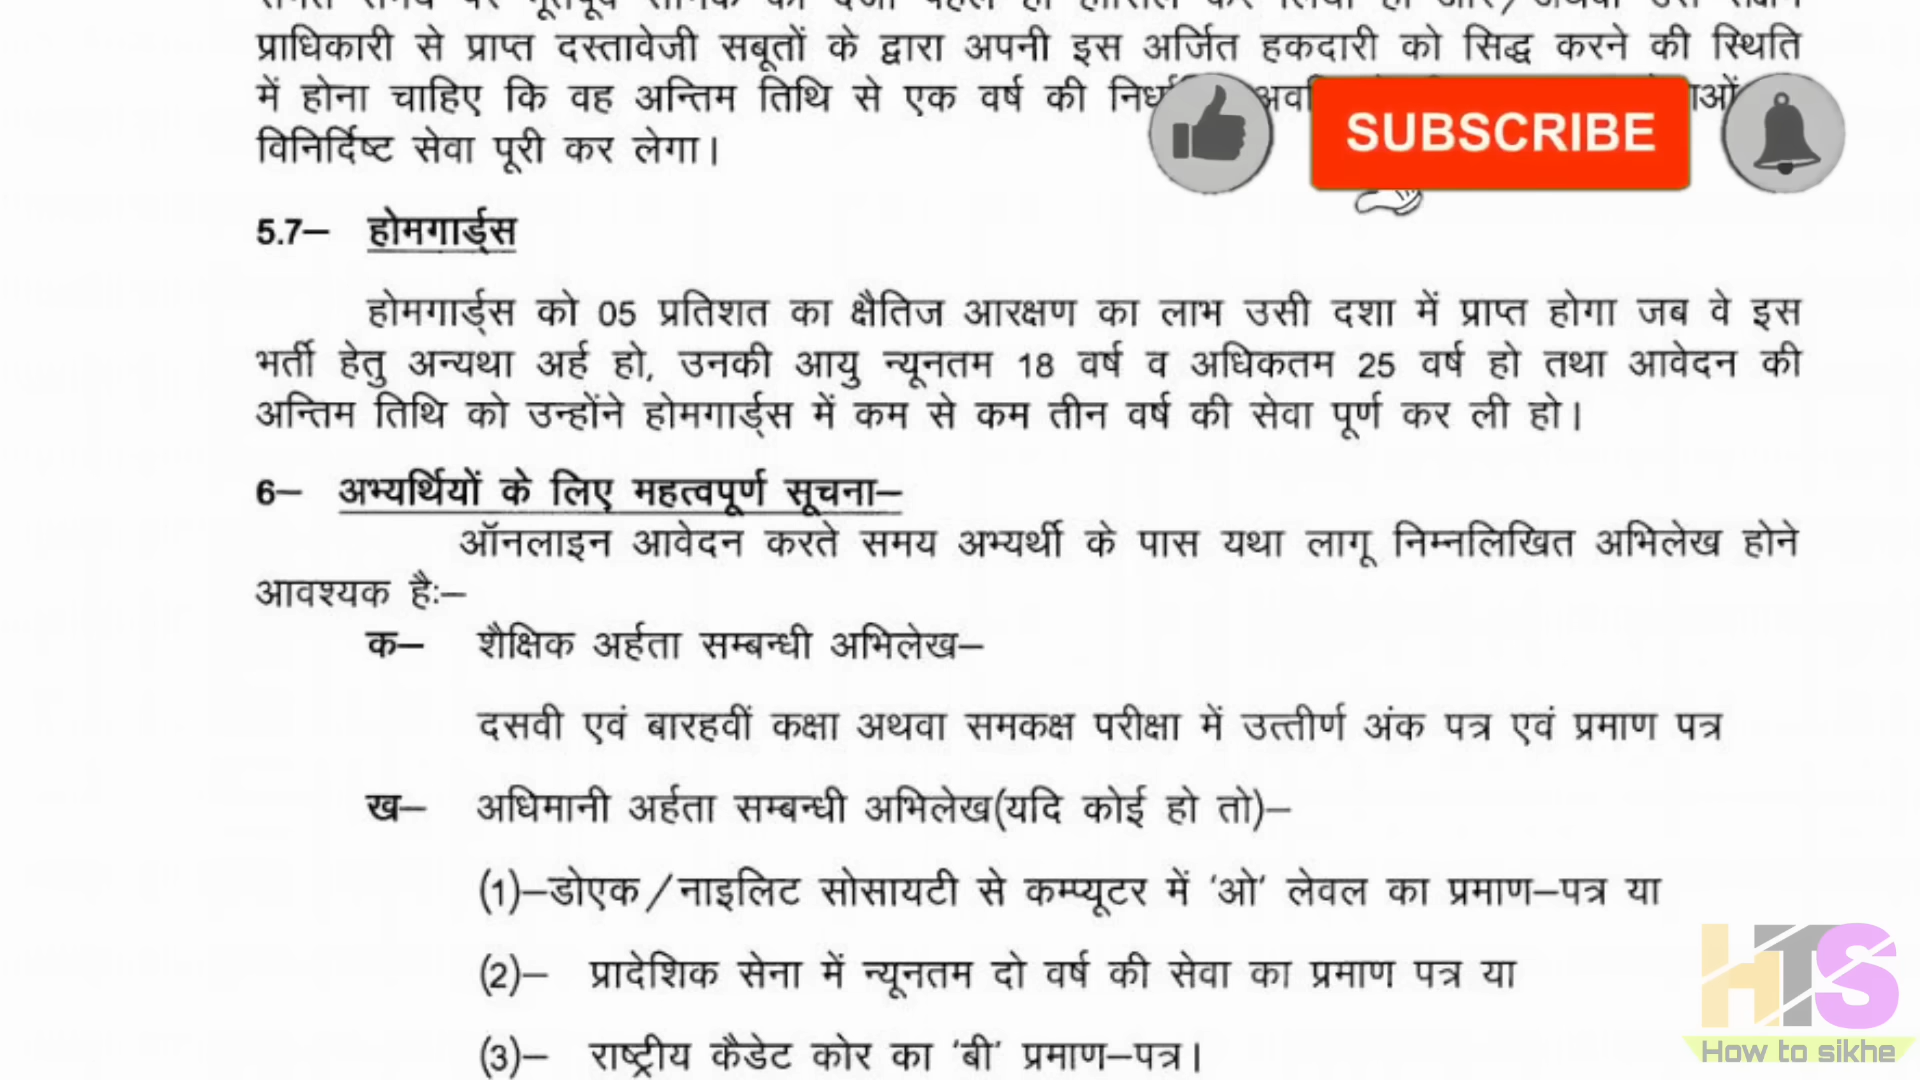 प्राधिकारी से प्राप्त दस्तावेजी सबूतों के द्वारा अपनी इस अर्जित हकदारी को सिद्ध करने की स्थिति
में होना चाहिए कि वह अन्तिम तिथि से एक वर्ष की
विनिर्दिष्ट सेवा पूरी कर लेगा।
SUBSCRIBE
5.7– होमगार्ड्स
होमगार्ड्स को 05 प्रतिशत का क्षैतिज आरक्षण का लाभ उसी दशा में प्राप्त होगा जब वे इस
भर्ती हेतु अन्यथा अर्ह हो, उनकी आयु न्यूनतम 18 वर्ष व अधिकतम 25 वर्ष हो तथा आवेदन की
अन्तिम तिथि को उन्होंने होमगार्ड्स में कम से कम तीन वर्ष की सेवा पूर्ण कर ली हो।
6– अभ्यर्थियों के लिए महत्वपूर्ण सूचना–
ऑनलाइन आवेदन करते समय अभ्यर्थी के पास यथा लागू निम्नलिखित अभिलेख होने
आवश्यक हैः–
क– शैक्षिक अर्हता सम्बन्धी अभिलेख–
दसवी एवं बारहवीं कक्षा अथवा समकक्ष परीक्षा में उत्तीर्ण अंक पत्र एवं प्रमाण पत्र
ख– अधिमानी अर्हता सम्बन्धी अभिलेख(यदि कोई हो तो)–
(1)–डोएक/नाइलिट सोसायटी से कम्प्यूटर में 'ओ' लेवल का प्रमाण–पत्र या
(2)– प्रादेशिक सेना में न्यूनतम दो वर्ष की सेवा का प्रमाण पत्र या
(3)– राष्ट्रीय कैडेट कोर का 'बी' प्रमाण–पत्र।
HTS
How to sikhe